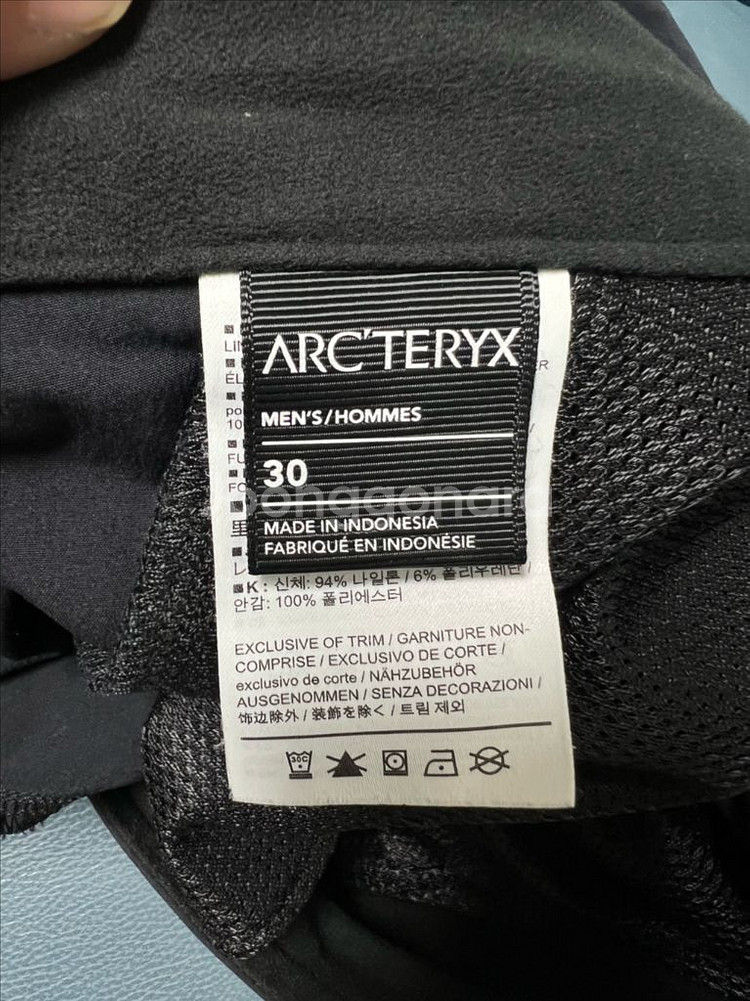 ARC'TERYX
MEN'S/HOMMES
30
MADE IN INDONESIA
FABRIQUÉ EN INDONÉSIE
K: 신체: 94% 나일론 / 6% 폴리우레탄 /
안감: 100% 폴리에스터
EXCLUSIVE OF TRIM / GARNITURE NON-
COMPRISE / EXCLUSIVO DE CORTE /
exclusivo de corte / NÄHZUBEHÖR
AUSGENOMMEN / SENZA DECORAZIONI /
饰边除外 / 装飾を除く / 트림 제외
30C